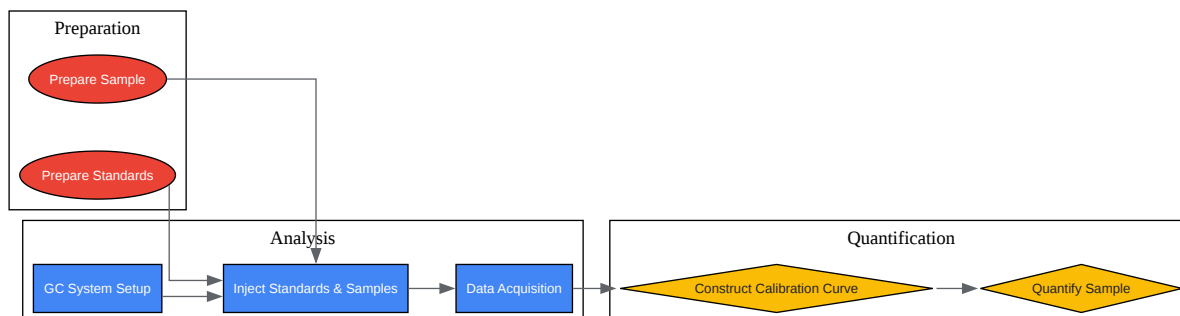 Preparation
Prepare Sample
Prepare Standards
Analysis
GC System Setup
Inject Standards & Samples
Data Acquisition
Quantification
Construct Calibration Curve
Quantify Sample